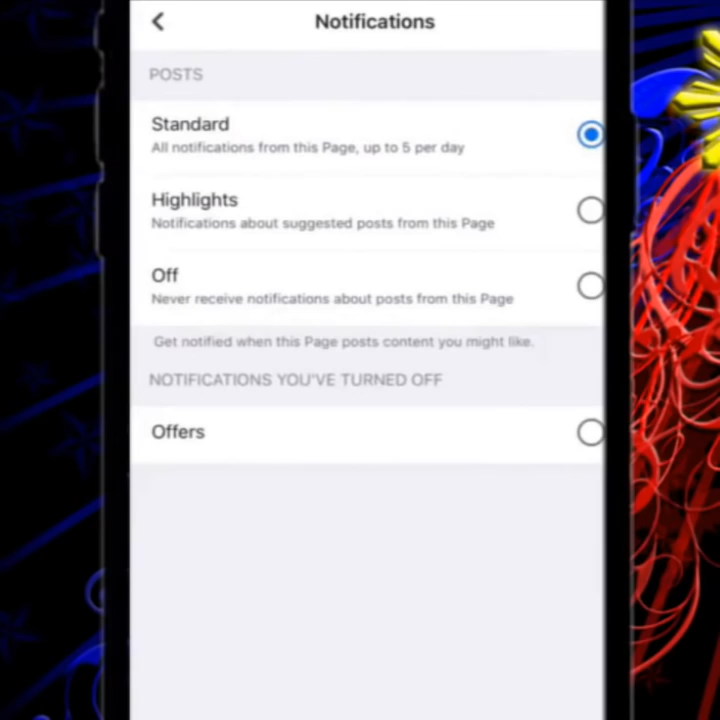 Notifications
POSTS
Standard
All notifications from this Page, up to 5 per day
Highlights
Notifications about suggested posts from this Page
Off
Never receive notifications about posts from this Page
Get notified when this Page posts content you might like.
NOTIFICATIONS YOU'VE TURNED OFF
Offers